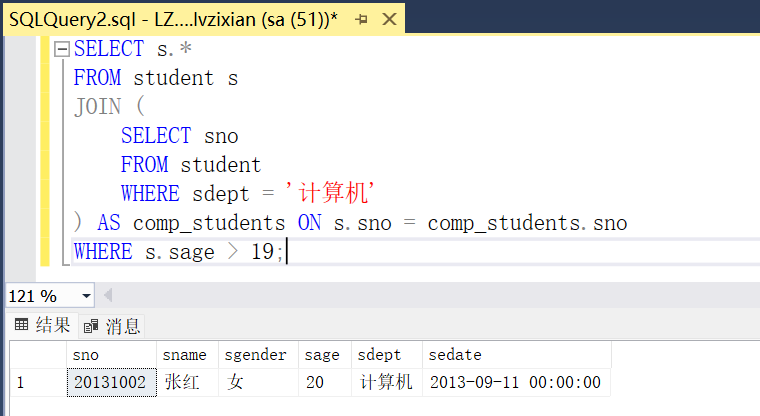 SQLQuery2.sql - LZ....lvzixian (sa (51))*
SELECT s.*
FROM student s
JOIN (
SELECT sno
FROM student
WHERE sdept = '计算机'
) AS comp_students ON s.sno = comp_students.sno
WHERE s.sage > 19;
121 %
结果 消息
sno sname sgender sage sdept sedate
1 20131002 张红 女 20 计算机 2013-09-11 00:00:00